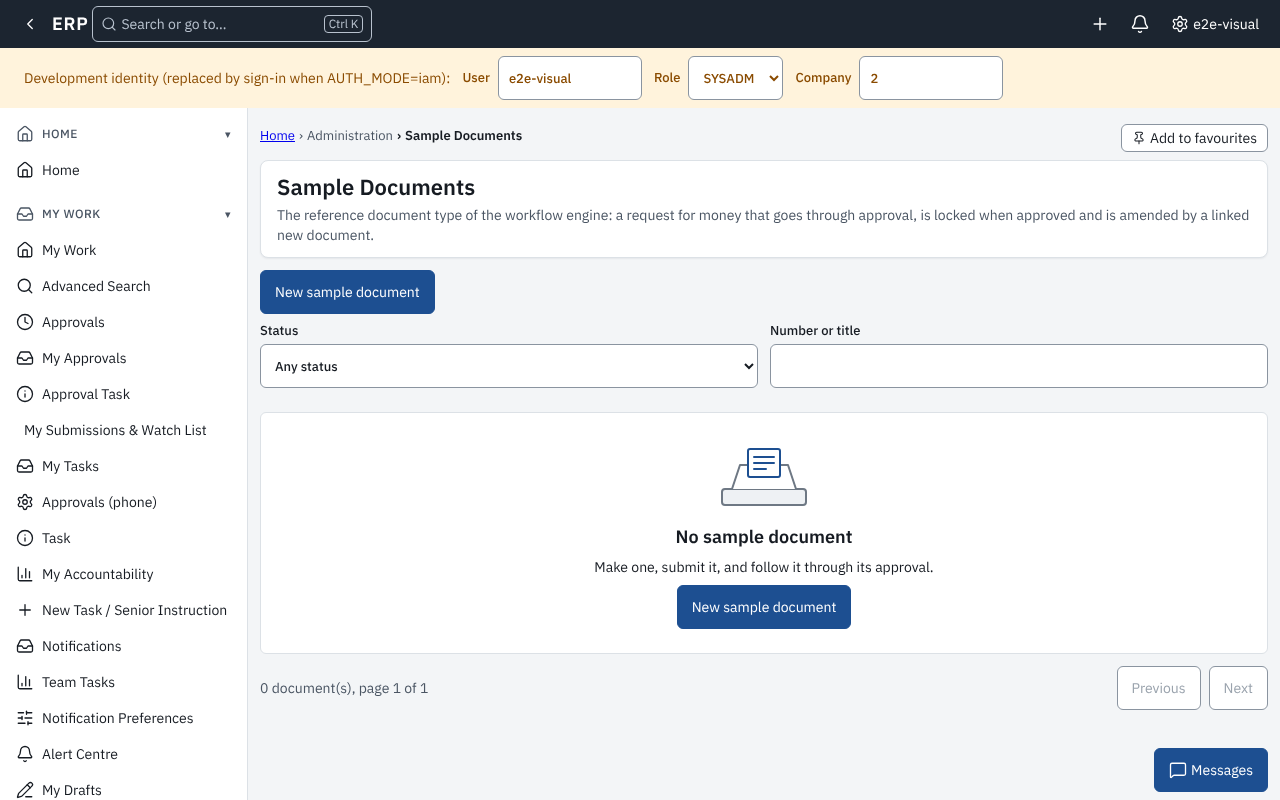 ERP
Search or go to...
Ctrl K
e2e-visual
Development identity (replaced by sign-in when AUTH_MODE=iam):
User
e2e-visual
Role
SYSADM
Company
2
HOME
Home
MY WORK
My Work
Advanced Search
Approvals
My Approvals
Approval Task
My Submissions & Watch List
My Tasks
Approvals (phone)
Task
My Accountability
New Task / Senior Instruction
Notifications
Team Tasks
Notification Preferences
Alert Centre
My Drafts
Home › Administration › Sample Documents
Add to favourites
Sample Documents
The reference document type of the workflow engine: a request for money that goes through approval, is locked when approved and is amended by a linked
new document.
New sample document
Status
Any status
Number or title
No sample document
Make one, submit it, and follow it through its approval.
New sample document
0 document(s), page 1 of 1
Previous
Next
Messages